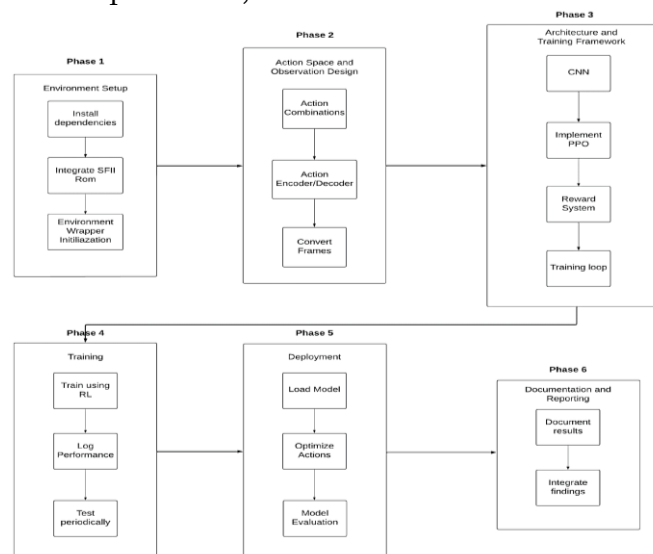 Phase 1
Environment Setup
Install
dependencies
Integrate SFII
Rom
Environment
Wrapper
Initiliazation
Phase 2
Action Space and
Observation Design
Action
Combinations
Action
Encoder/Decoder
Convert
Frames
Phase 3
Architecture and
Training Framework
CNN
Implement
PPO
Reward
System
Training loop
Phase 4
Training
Train using
RL
Log
Performance
Test
periodically
Phase 5
Deployment
Load Model
Optimize
Actions
Model
Evaluation
Phase 6
Documentation and
Reporting
Document
results
Integrate
findings